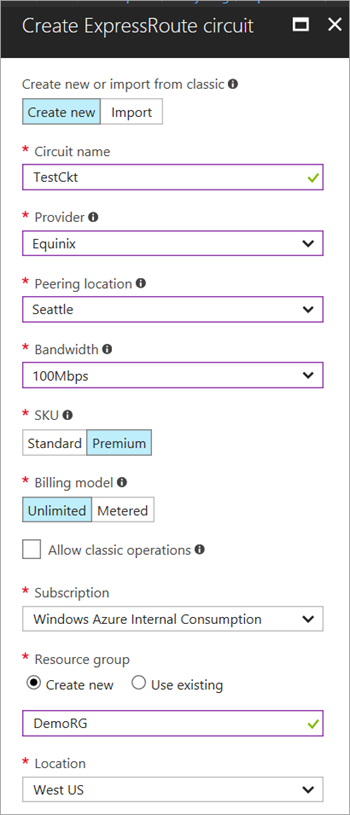 Create ExpressRoute circuit
Create new or import from classic
Create new Import
* Circuit name
TestCkt
* Provider
Equinix
* Peering location
Seattle
* Bandwidth
100Mbps
* SKU
Standard Premium
* Billing model
Unlimited Metered
Allow classic operations
* Subscription
Windows Azure Internal Consumption
* Resource group
Create new Use existing
DemoRG
* Location
West US